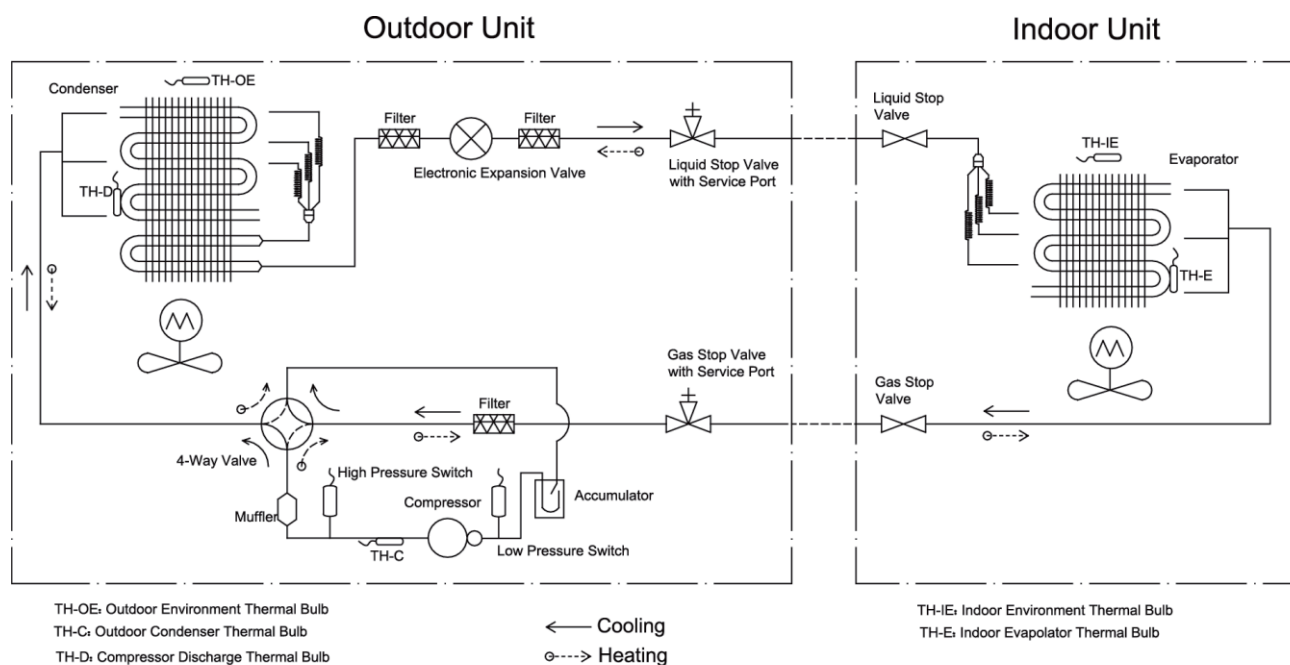 Outdoor Unit
Indoor Unit
Condenser
TH-OE
TH-D
Filter
Filter
Electronic Expansion Valve
Liquid Stop Valve
with Service Port
Liquid Stop
Valve
TH-IE
Evaporator
TH-E
Gas Stop Valve
with Service Port
Gas Stop
Valve
Filter
4-Way Valve
High Pressure Switch
Muffler
Compressor
Accumulator
TH-C
Low Pressure Switch
TH-OE: Outdoor Environment Thermal Bulb
TH-C: Outdoor Condenser Thermal Bulb
TH-D: Compressor Discharge Thermal Bulb
Cooling
Heating
TH-IE: Indoor Environment Thermal Bulb
TH-E: Indoor Evapolator Thermal Bulb